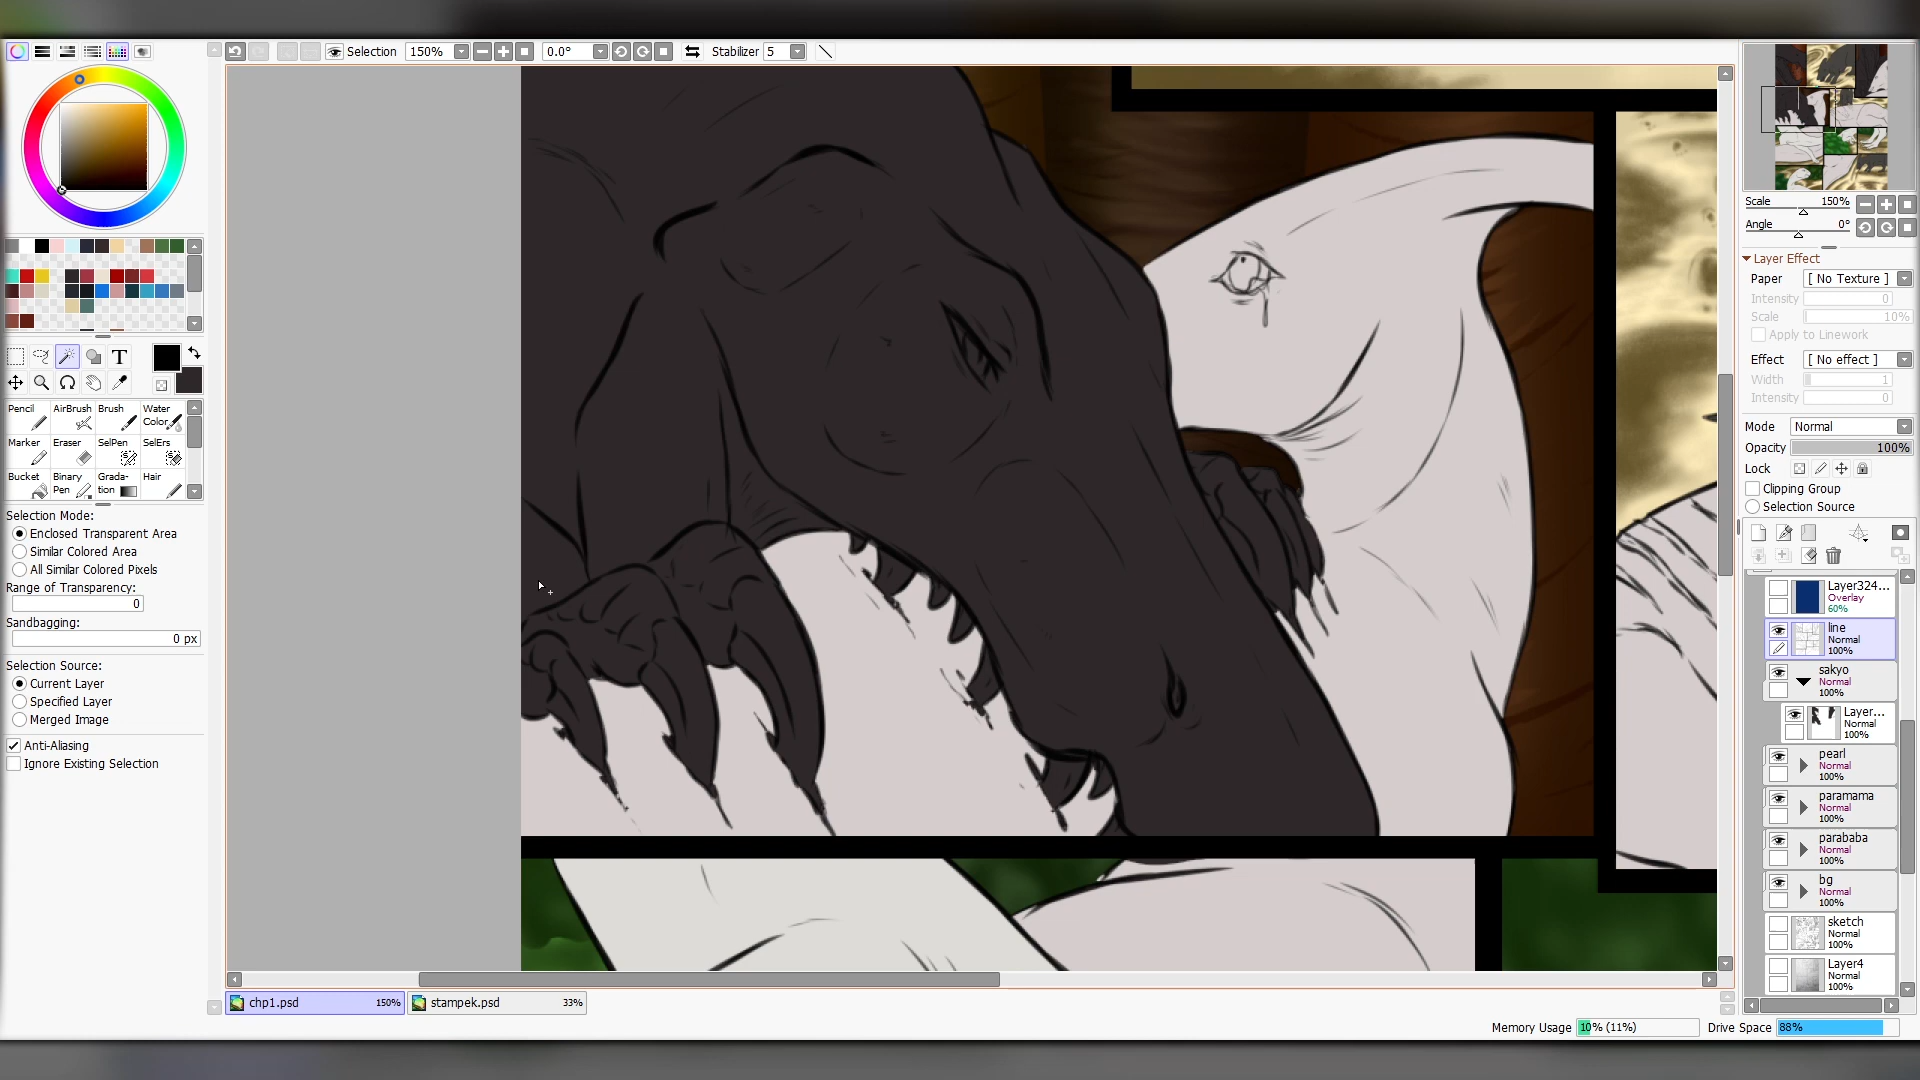 Selection 150% 0.0° Stabilizer 5
Scale 150%
Angle 0°
Layer Effect
Paper [ No Texture ]
Intensity 0
Scale 10%
Apply to Linework
Effect [ No effect ]
Width 1
Intensity 0
Mode Normal
Opacity 100%
Lock
Clipping Group
Selection Source
Layer324...
Overlay
60%
line
Normal
100%
sakyo
Normal
100%
Layer...
Normal
100%
pearl
Normal
100%
paramama
Normal
100%
parababa
Normal
100%
bg
Normal
100%
sketch
Normal
100%
Layer4
Normal
100%
T
Pencil AirBrush Brush Water Color
Marker Eraser SelPen SelErs
Bucket Binary Pen Grada-tion Hair
Selection Mode:
Enclosed Transparent Area
Similar Colored Area
All Similar Colored Pixels
Range of Transparency:
0
Sandbagging:
0 px
Selection Source:
Current Layer
Specified Layer
Merged Image
Anti-Aliasing
Ignore Existing Selection
chp1.psd 150% stampek.psd 33%
Memory Usage 10% (11%) Drive Space 88%